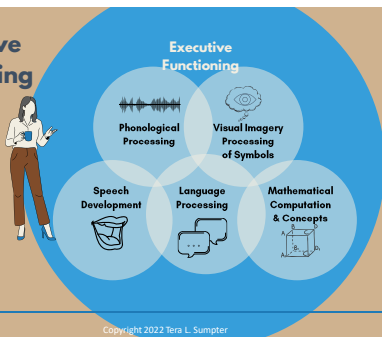 ve
ing
Executive
Functioning
Phonological
Processing
Visual Imagery
Processing
of Symbols
Speech
Development
Language
Processing
Mathematical
Computation
& Concepts
Copyright 2022 Tera L. Sumpter